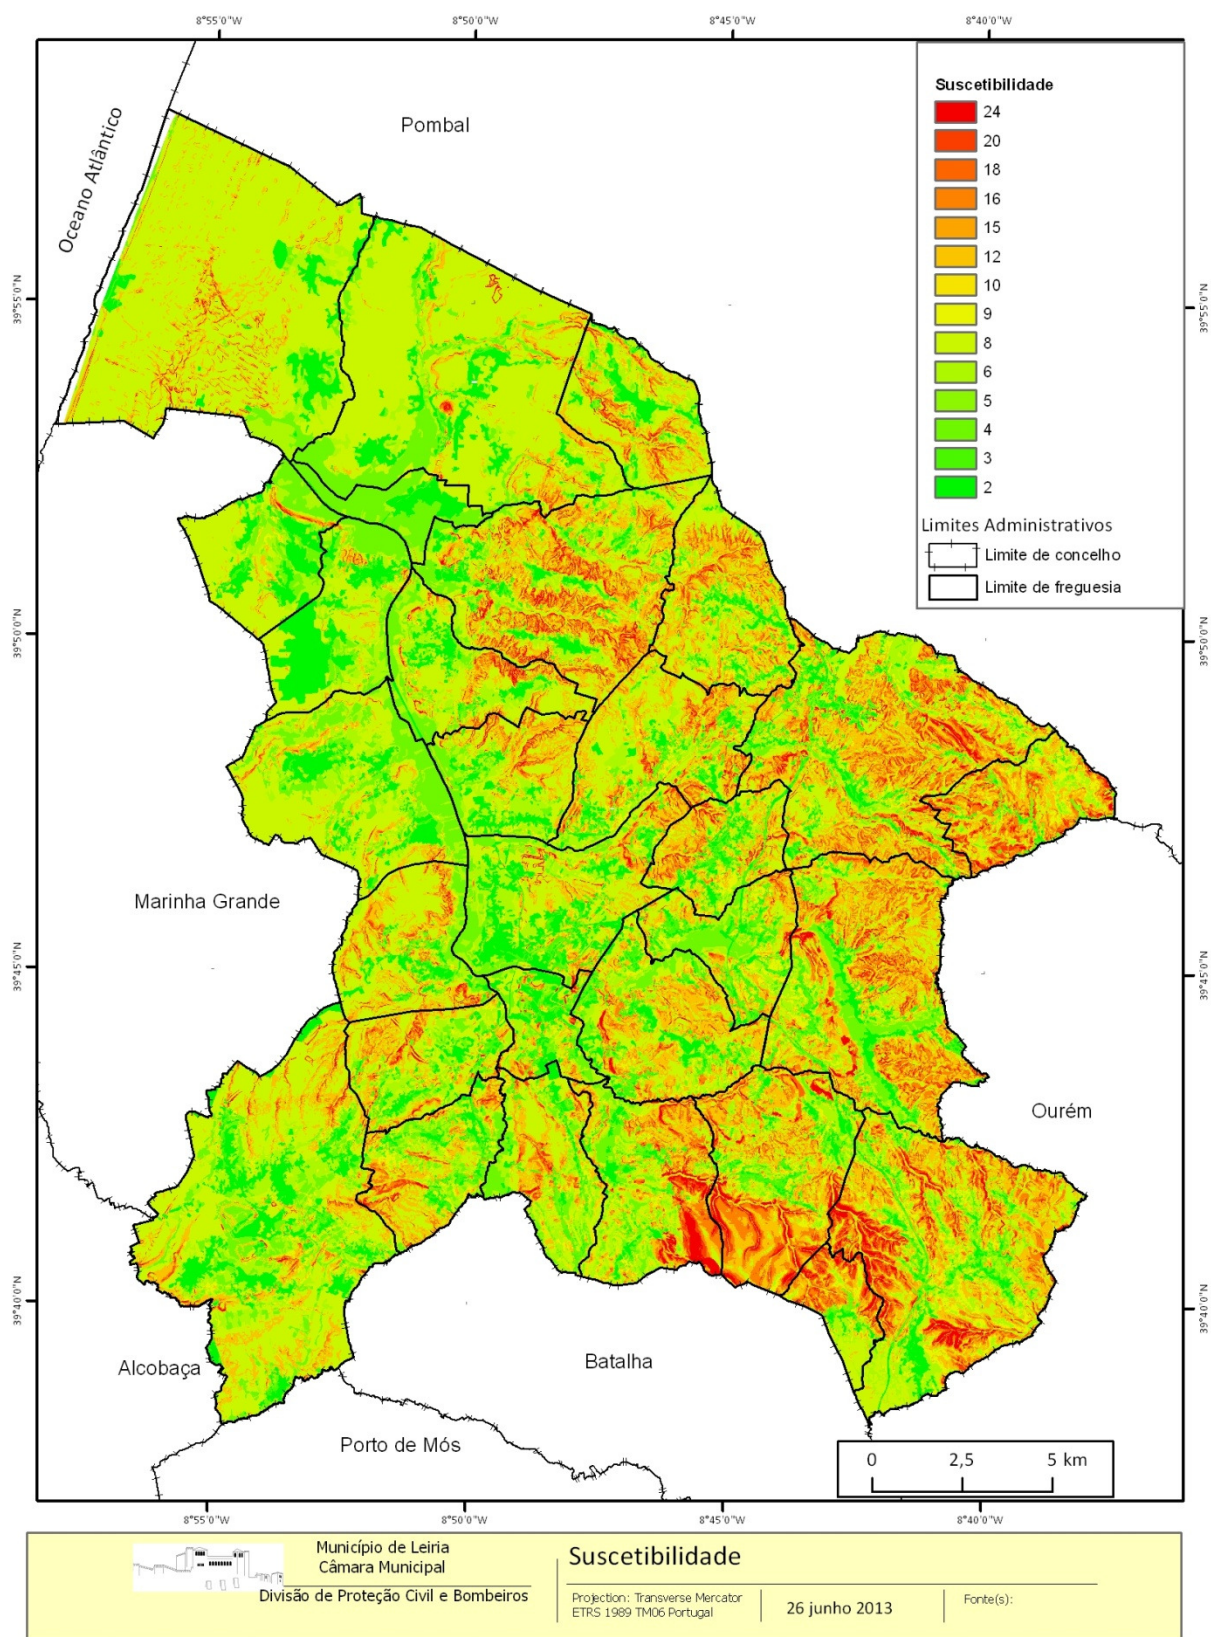 8°55'0"W
8°50'0"W
8°45'0"W
8°40'0"W
Oceano Atlântico
Pombal
Suscetibilidade
24
20
18
16
15
12
10
9
8
6
5
4
3
2
Limites Administrativos
Limite de concelho
Limite de freguesia
39°55'0"N
39°55'0"N
39°50'0"N
39°50'0"N
Marinha Grande
39°45'0"N
39°45'0"N
Ourém
39°40'0"N
39°40'0"N
Alcobaça
Batalha
Porto de Mós
0
2,5
5 km
8°55'0"W
8°50'0"W
8°45'0"W
8°40'0"W
Município de Leiria
Câmara Municipal
Divisão de Proteção Civil e Bombeiros
Suscetibilidade
Projection: Transverse Mercator
ETRS 1989 TM06 Portugal
26 junho 2013
Fonte(s):